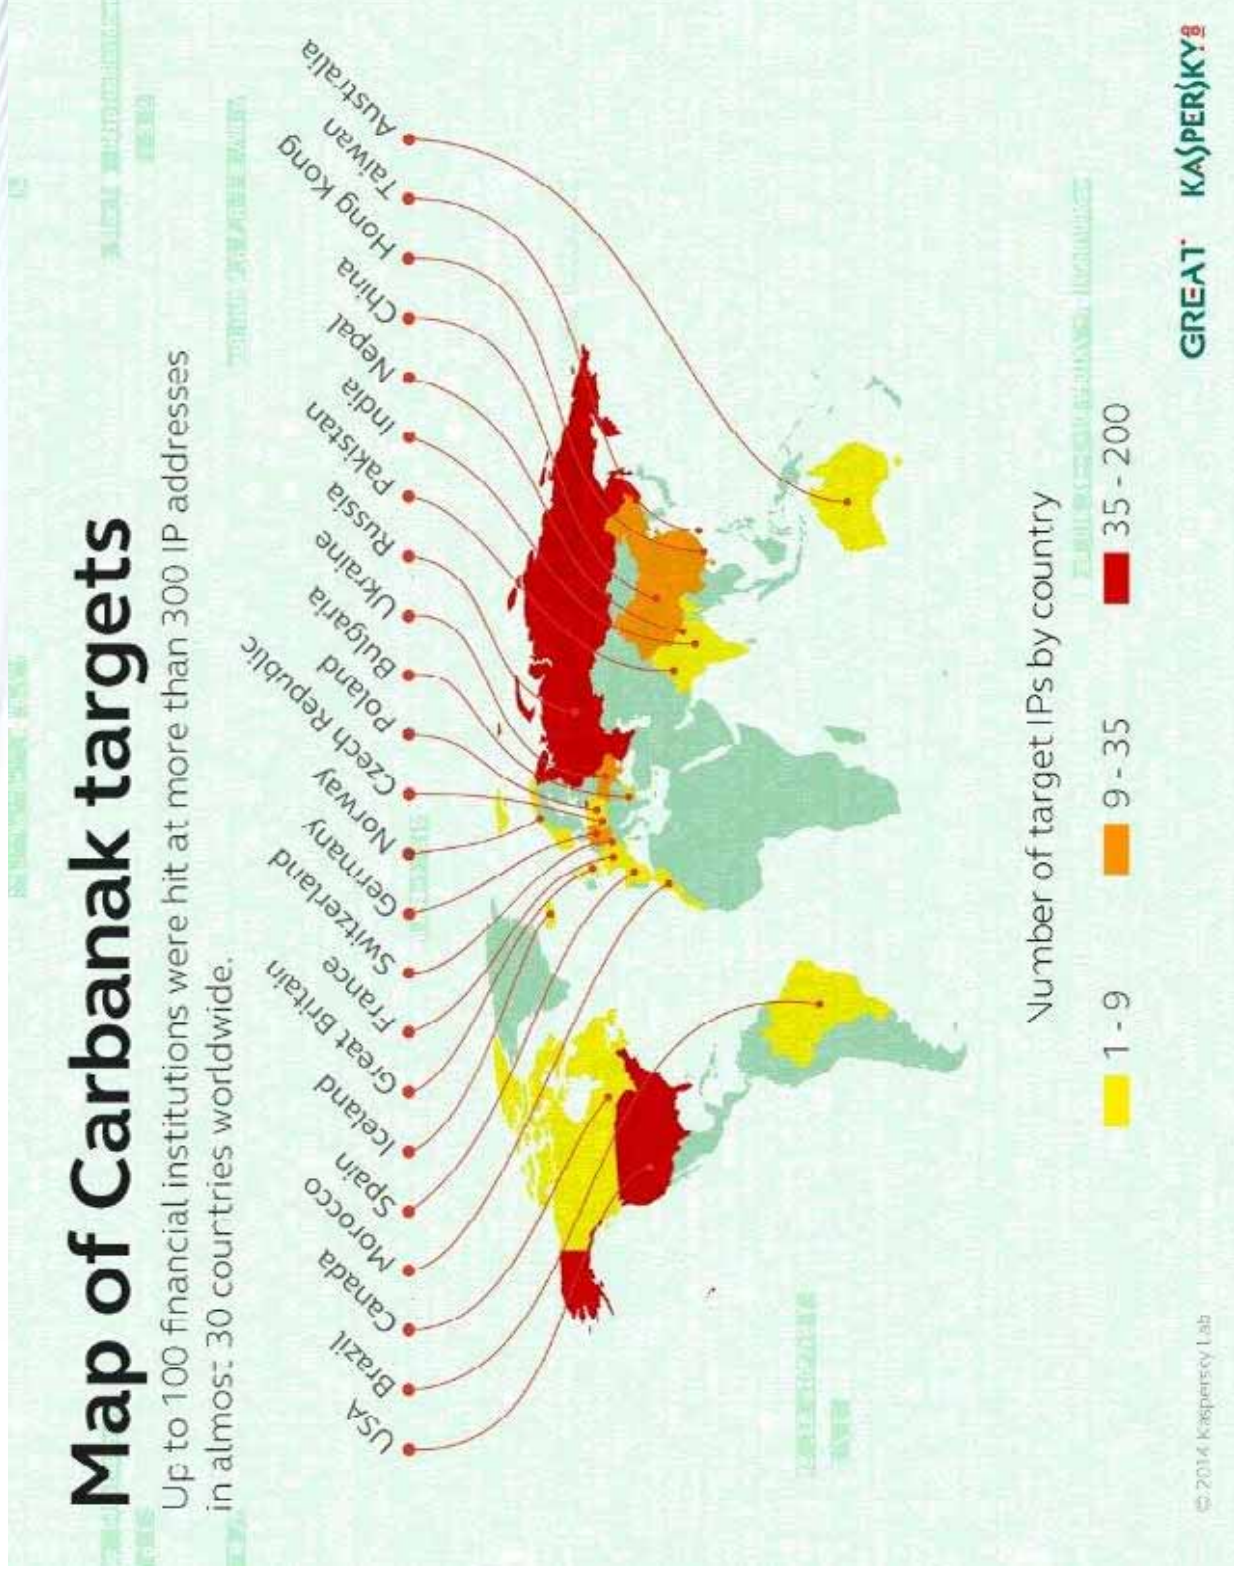 Map of Carbanak targets
Up to 100 financial institutions were hit at more than 300 IP addresses
in almost 30 countries worldwide.
USA
Brazil
Canada
Morocco
Spain
Iceland
Great Britain
France
Switzerland
Germany
Norway
Czech Republic
Poland
Bulgaria
Ukraine
Russia
Pakistan
India
Nepal
China
Hong Kong
Taiwan
Australia
Number of target IPs by country
1 - 9
9 - 35
35 - 200
© 2014 Kaspersky Lab
GREAT
KASPERSKY